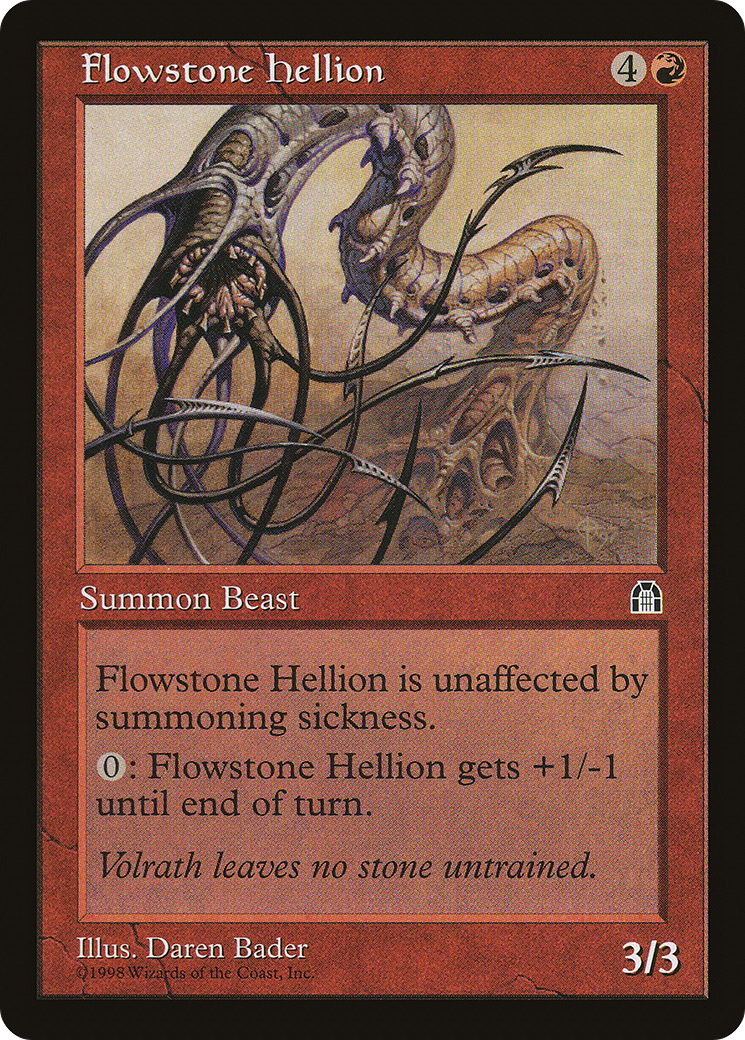 Flowstone Hellion
4
Summon Beast
Flowstone Hellion is unaffected by
summoning sickness.
0: Flowstone Hellion gets +1/-1
until end of turn.
Volrath leaves no stone untrained.
Illus. Daren Bader
©1998 Wizards of the Coast, Inc.
3/3